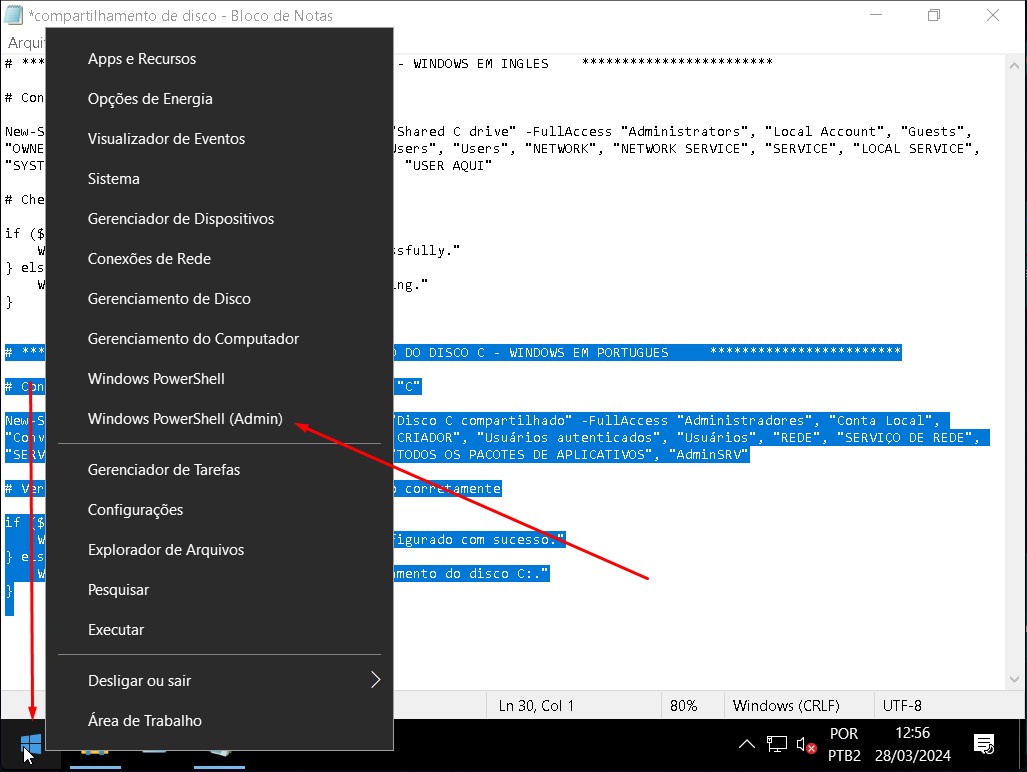 *compartilhamento de disco - Bloco de Notas
Arqui
# *** - WINDOWS EM INGLES ************************
# Con
New-S "Shared C drive" -FullAccess "Administrators", "Local Account", "Guests",
"OWNE Users", "Users", "NETWORK", "NETWORK SERVICE", "SERVICE", "LOCAL SERVICE",
"SYST "USER AQUI"
# Che
if ($
W ssfully."
} els
W ng."
}
# *** O DO DISCO C - WINDOWS EM PORTUGUES ************************
# Con "C"
New-S "Disco C compartilhado" -FullAccess "Administradores", "Conta Local",
"Conv CRIADOR", "Usuários autenticados", "Usuários", "REDE", "SERVIÇO DE REDE",
"SERV "TODOS OS PACOTES DE APLICATIVOS", "AdminSRV"
# Ver o corretamente
if ($
W figurado com sucesso."
} els
W amento do disco C:."
}
Apps e Recursos
Opções de Energia
Visualizador de Eventos
Sistema
Gerenciador de Dispositivos
Conexões de Rede
Gerenciamento de Disco
Gerenciamento do Computador
Windows PowerShell
Windows PowerShell (Admin)
Gerenciador de Tarefas
Configurações
Explorador de Arquivos
Pesquisar
Executar
Desligar ou sair
Área de Trabalho
Ln 30, Col 1 80% Windows (CRLF) UTF-8
POR 12:56
PTB2 28/03/2024